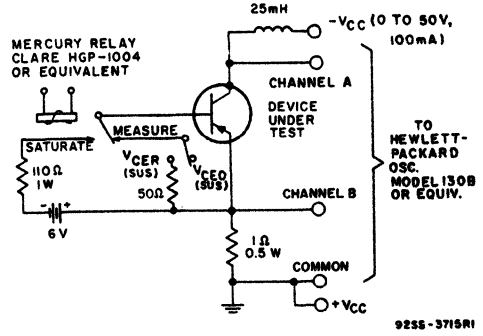 25mH
-VCC (0 TO 50V,
100mA)
MERCURY RELAY
CLARE HGP-1004
OR EQUIVALENT
CHANNEL A
DEVICE
UNDER
TEST
MEASURE
SATURATE
VCER
(SUS)
VCEO
(SUS)
110Ω
1W
50Ω
- +
6V
TO
HEWLETT-
PACKARD
OSC.
MODEL 130B
OR EQUIV.
CHANNEL B
1Ω
0.5 W
COMMON
+VCC
92SS-3715R1